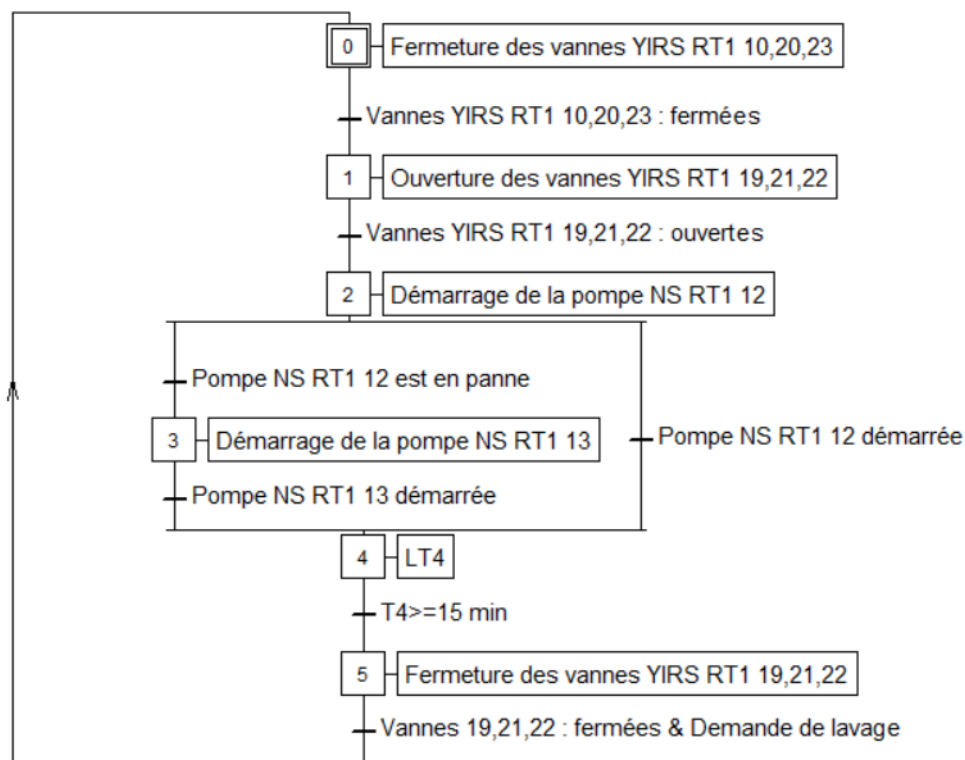 0 Fermeture des vannes YIRS RT1 10,20,23
Vannes YIRS RT1 10,20,23 : fermées
1 Ouverture des vannes YIRS RT1 19,21,22
Vannes YIRS RT1 19,21,22 : ouvertes
2 Démarrage de la pompe NS RT1 12
Pompe NS RT1 12 est en panne
3 Démarrage de la pompe NS RT1 13
Pompe NS RT1 12 démarrée
Pompe NS RT1 13 démarrée
4 LT4
T4>=15 min
5 Fermeture des vannes YIRS RT1 19,21,22
Vannes 19,21,22 : fermées & Demande de lavage